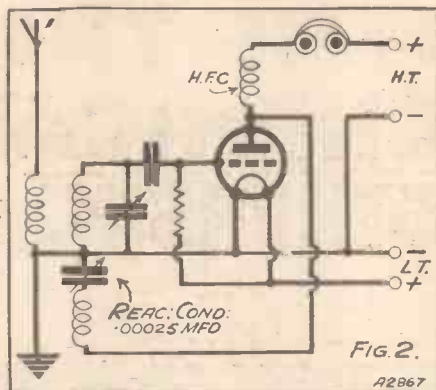 H.F.C
+
H.T.
-
-
L.T.
+
REAC: COND:
.00025 MFD
FIG. 2.
A2867